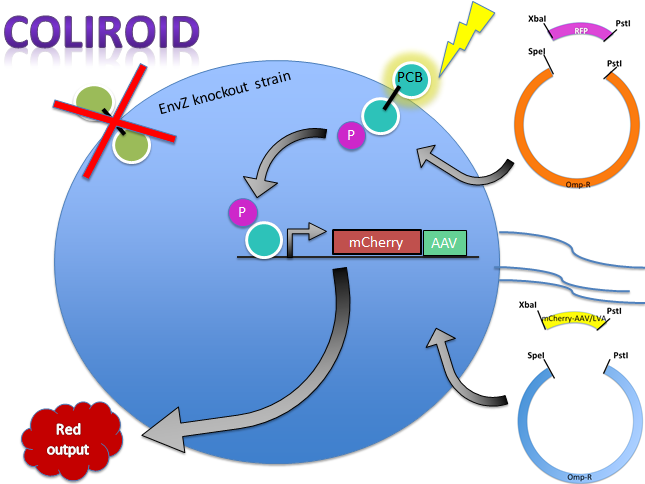 COLIROID
EnvZ knockout strain
PCB
P
P
mCherry
AAV
Red
output
XbaI
PstI
RFP
SpeI
PstI
Omp-R
XbaI
PstI
mCherry-AAV/LVA
SpeI
PstI
Omp-R